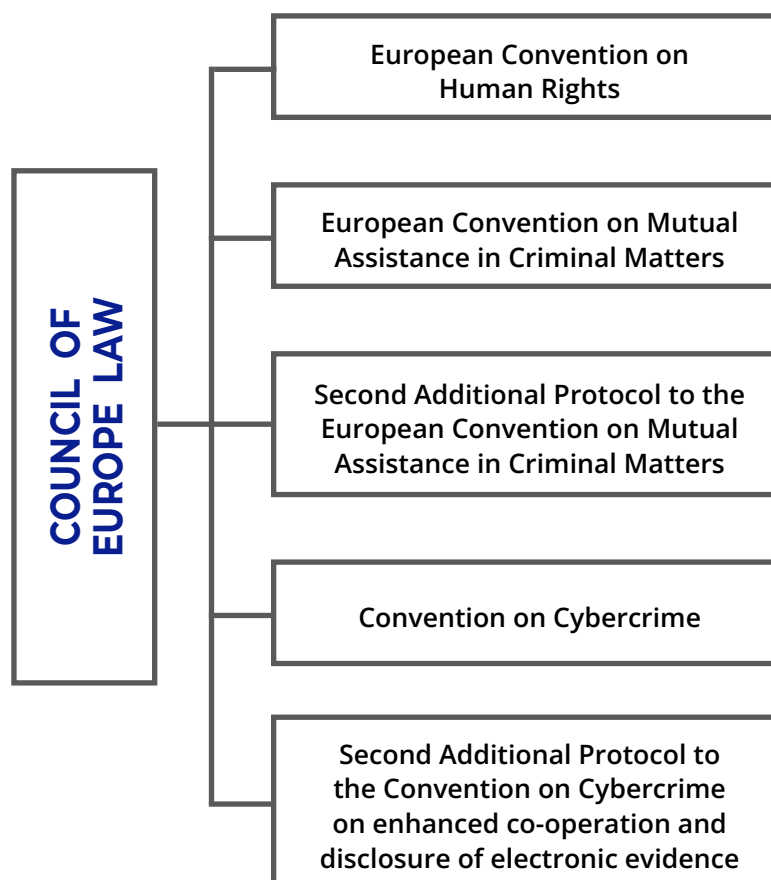 COUNCIL OF
EUROPE LAW
European Convention on
Human Rights
European Convention on Mutual
Assistance in Criminal Matters
Second Additional Protocol to the
European Convention on Mutual
Assistance in Criminal Matters
Convention on Cybercrime
Second Additional Protocol to
the Convention on Cybercrime
on enhanced co-operation and
disclosure of electronic evidence